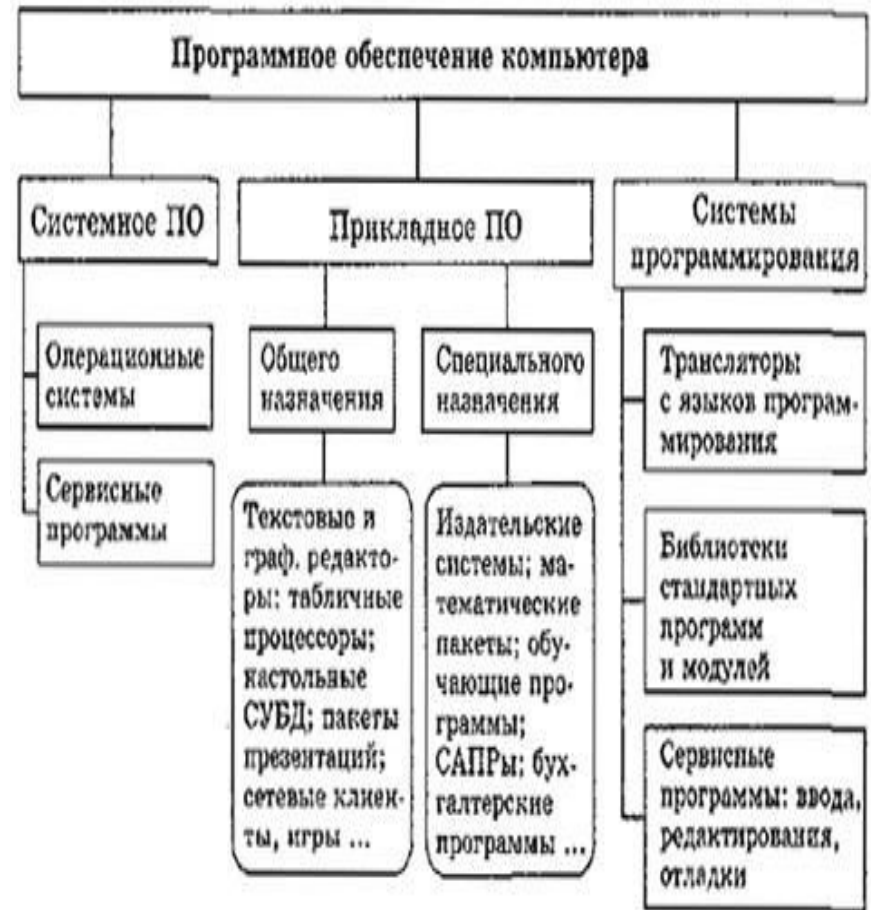 Программное обеспечение компьютера
Системное ПО
Операционные
системы
Сервисные
программы
Прикладное ПО
Общего
назначения
Текстовые и
граф. редакто-
ры: табличные
процессоры;
настольные
СУБД; пакеты
презентаций;
сетевые клиен-
ты, игры ...
Специального
назначения
Издательские
системы; ма-
тематические
пакеты; обу-
чающие про-
граммы;
САПРы; бух-
галтерские
программы ...
Системы
программирования
Трансляторы
с языков програм-
мирования
Библиотеки
стандартных
программ
и модулей
Сервисные
программы: ввода,
редактирования,
отладки